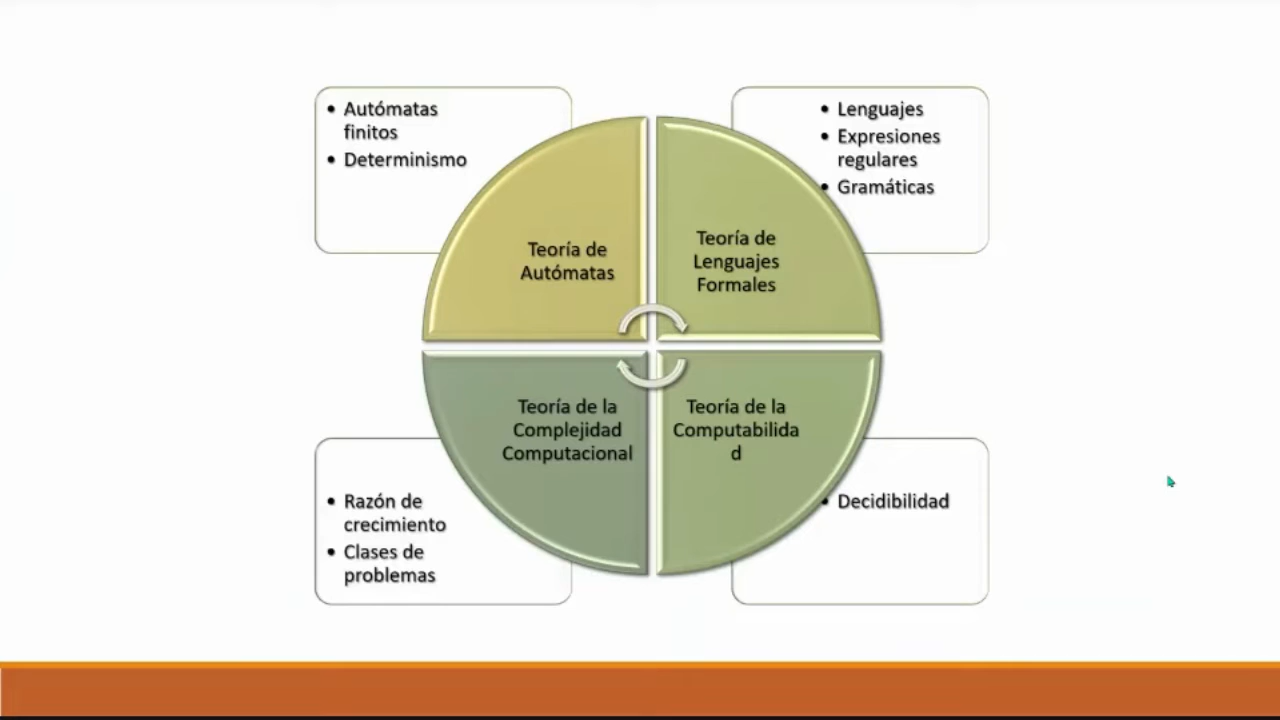 • Autómatas
finitos
• Determinismo
• Lenguajes
• Expresiones
regulares
• Gramáticas
Teoría de
Autómatas
Teoría de
Lenguajes
Formales
Teoría de la
Complejidad
Computacional
Teoría de la
Computabilida
d
• Razón de
crecimiento
• Clases de
problemas
• Decidibilidad